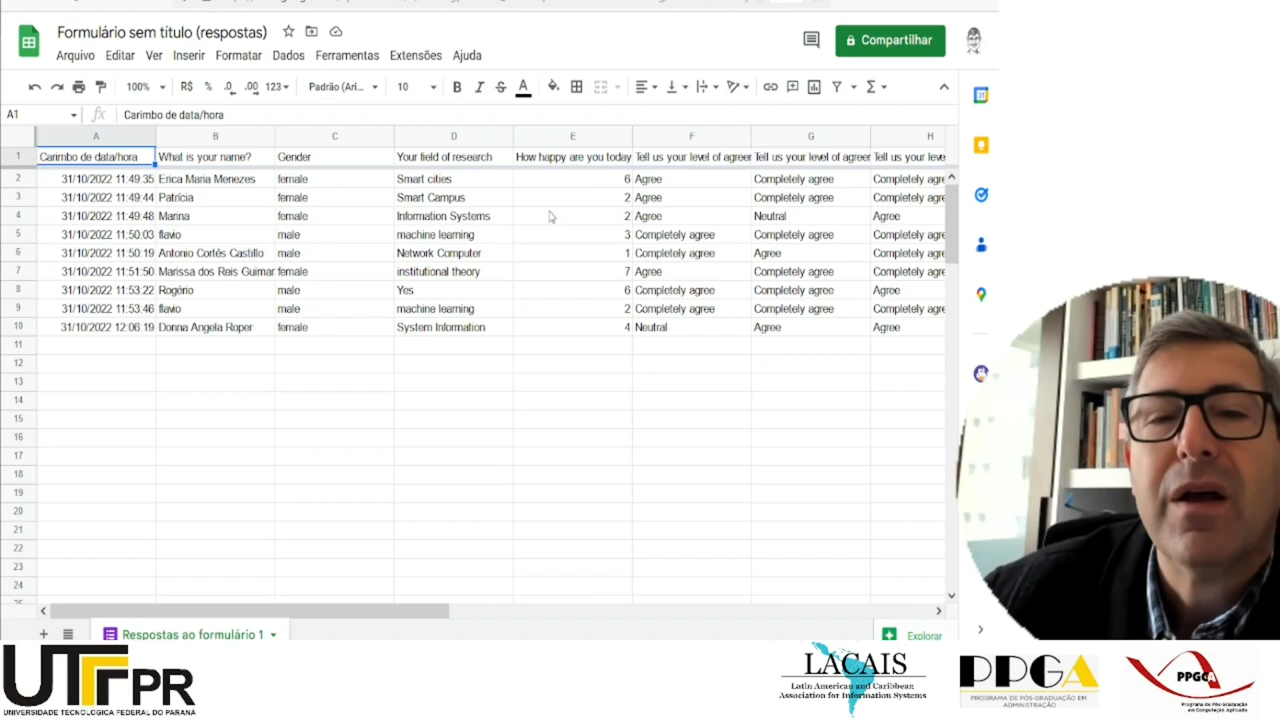 Formulário sem título (respostas)
Compartilhar
Arquivo Editar Ver Inserir Formatar Dados Ferramentas Extensões Ajuda
100% R$ % .0 .00 123 Padrão (Ari... 10 B I S A
A1 fx Carimbo de data/hora
A B C D E F G H
1 Carimbo de data/hora What is your name? Gender Your field of research How happy are you today Tell us your level of agreer Tell us your level of agreer Tell us your leve
2 31/10/2022 11:49:35 Erica Maria Menezes female Smart cities 6 Agree Completely agree Completely agre
3 31/10/2022 11:49:44 Patrícia female Smart Campus 2 Agree Completely agree Completely agre
4 31/10/2022 11:49:48 Marina female Information Systems 2 Agree Neutral Agree
5 31/10/2022 11:50:03 flavio male machine learning 3 Completely agree Completely agree Completely agre
6 31/10/2022 11:50:19 Antonio Cortés Castillo male Network Computer 1 Completely agree Agree Completely agre
7 31/10/2022 11:51:50 Marissa dos Reis Guimar female institutional theory 7 Agree Completely agree Completely agre
8 31/10/2022 11:53:22 Rogério male Yes 6 Completely agree Completely agree Agree
9 31/10/2022 11:53:46 flavio male machine learning 2 Completely agree Completely agree Completely agre
10 31/10/2022 12:06:19 Donna Angela Roper female System Information 4 Neutral Agree Agree
11
12
13
14
15
16
17
18
19
20
21
22
23
24
Respostas ao formulário 1
Explorar
UTFPR
UNIVERSIDADE TECNOLÓGICA FEDERAL DO PARANÁ
LACAIS
Latin American and Caribbean
Association for Information Systems
PPGA
PROGRAMA DE PÓS-GRADUAÇÃO EM
ADMINISTRAÇÃO
PPGCA
Programa de Pós-Graduação
em Computação Aplicada